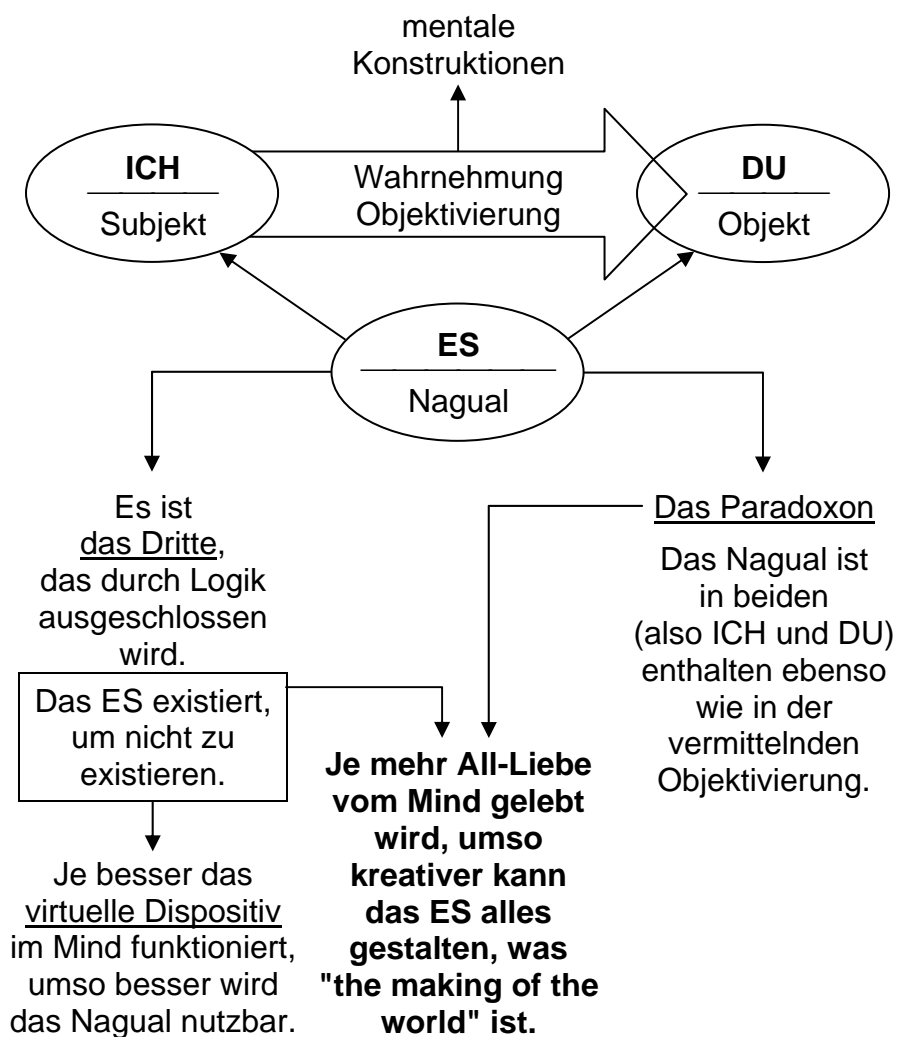 mentale
Konstruktionen
ICH
Subjekt
Wahrnehmung
Objektivierung
DU
Objekt
ES
Nagual
Es ist
das Dritte,
das durch Logik
ausgeschlossen
wird.
Das ES existiert,
um nicht zu
existieren.
Je besser das
virtuelle Dispositiv
im Mind funktioniert,
umso besser wird
das Nagual nutzbar.
Je mehr All-Liebe
vom Mind gelebt
wird, umso
kreativer kann
das ES alles
gestalten, was
"the making of the
world" ist.
Das Paradoxon
Das Nagual ist
in beiden
(also ICH und DU)
enthalten ebenso
wie in der
vermittelnden
Objektivierung.